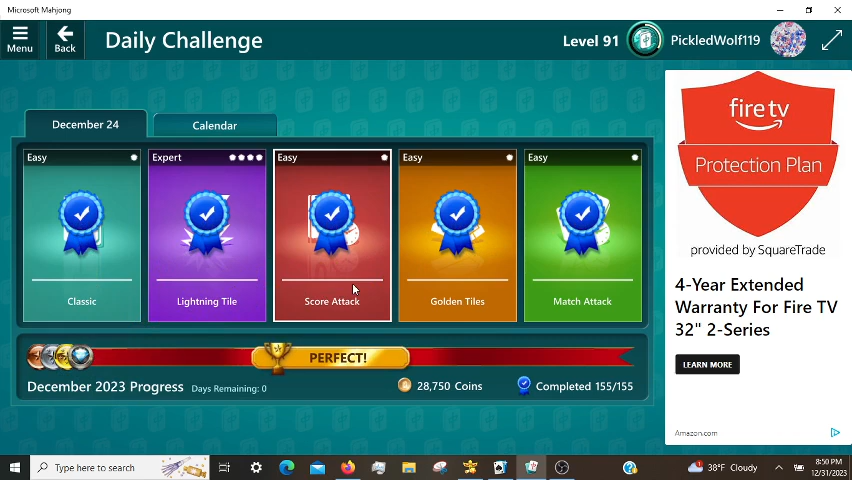 Microsoft Mahjong
Menu
Back
Daily Challenge
Level 91
PickledWolf119
December 24
Calendar
Easy
Expert
Easy
Easy
Easy
Classic
Lightning Tile
Score Attack
Golden Tiles
Match Attack
PERFECT!
December 2023 Progress
Days Remaining: 0
28,750 Coins
Completed 155/155
fire tv
Protection Plan
provided by SquareTrade
4-Year Extended
Warranty For Fire TV
32" 2-Series
LEARN MORE
Amazon.com
Type here to search
38°F Cloudy
8:50 PM
12/31/2023